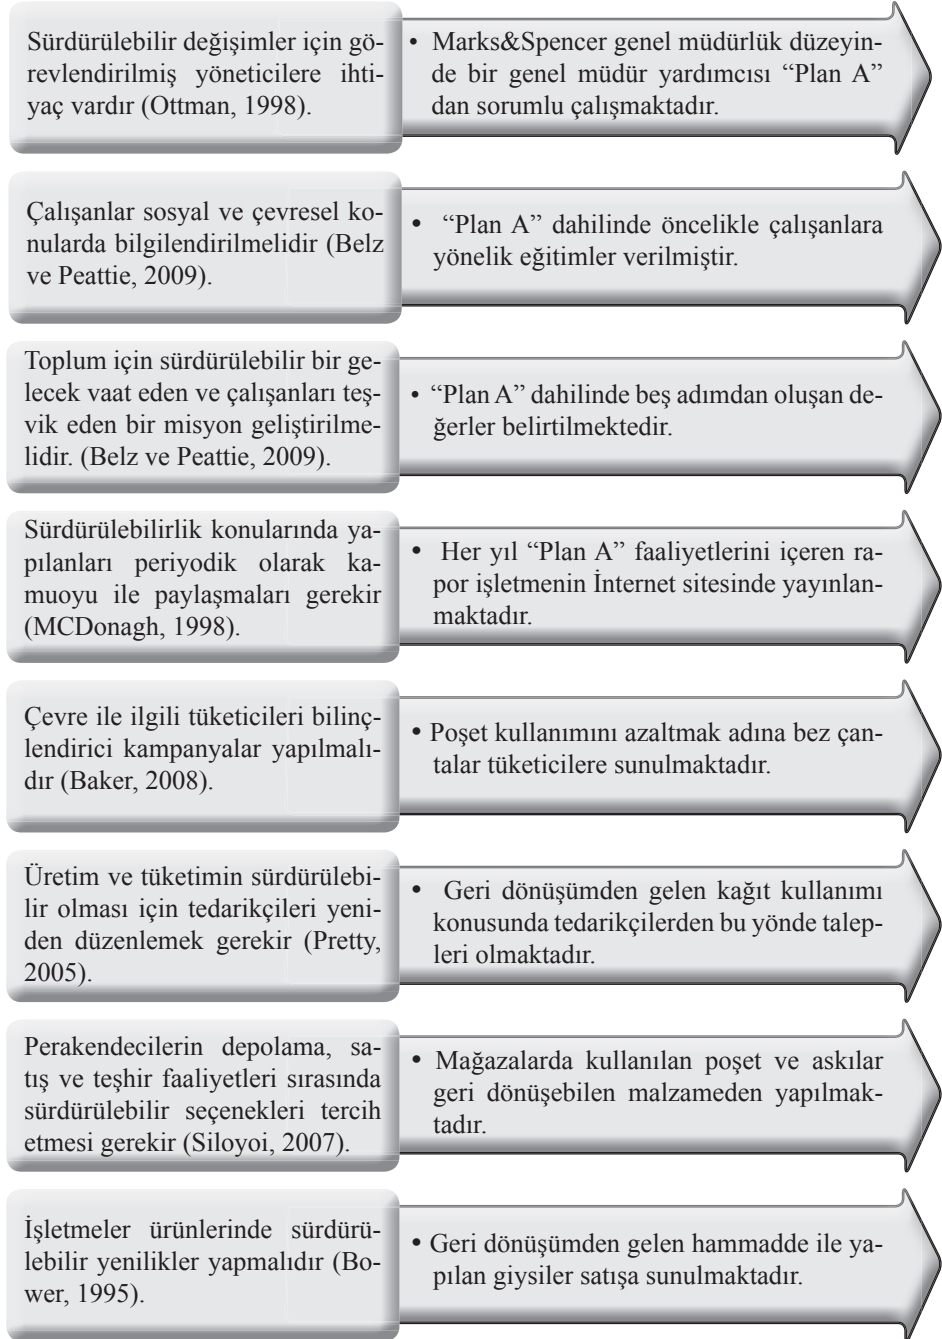 Sürdürülebilir değişimler için gö-
revlendirilmiş yöneticilere ihti-
yaç vardır (Ottman, 1998).
• Marks&Spencer genel müdürlük düzeyin-
de bir genel müdür yardımcısı “Plan A”
dan sorumlu çalışmaktadır.
Çalışanlar sosyal ve çevresel ko-
nularda bilgilendirilmelidir (Belz
ve Peattie, 2009).
• “Plan A” dahilinde öncelikle çalışanlara
yönelik eğitimler verilmiştir.
Toplum için sürdürülebilir bir ge-
lecek vaat eden ve çalışanları teş-
vik eden bir misyon geliştirilme-
lidir. (Belz ve Peattie, 2009).
• “Plan A” dahilinde beş adımdan oluşan de-
ğerler belirtilmektedir.
Sürdürülebilirlik konularında ya-
pılanları periyodik olarak ka-
muoyu ile paylaşmaları gerekir
(MCDonagh, 1998).
• Her yıl “Plan A” faaliyetlerini içeren ra-
por işletmenin İnternet sitesinde yayınlan-
maktadır.
Çevre ile ilgili tüketicileri bilinç-
lendirici kampanyalar yapılmalı-
dır (Baker, 2008).
• Poşet kullanımını azaltmak adına bez çan-
talar tüketicilere sunulmaktadır.
Üretim ve tüketimin sürdürülebi-
lir olması için tedarikçileri yeni-
den düzenlemek gerekir (Pretty,
2005).
• Geri dönüşümden gelen kağıt kullanımı
konusunda tedarikçilerden bu yönde talep-
leri olmaktadır.
Perakendecilerin depolama, sa-
tış ve teşhir faaliyetleri sırasında
sürdürülebilir seçenekleri tercih
etmesi gerekir (Siloyoi, 2007).
• Mağazalarda kullanılan poşet ve askılar
geri dönüşebilen malzameden yapılmak-
tadır.
İşletmeler ürünlerinde sürdürü-
lebilir yenilikler yapmalıdır (Bo-
wer, 1995).
• Geri dönüşümden gelen hammadde ile ya-
pılan giysiler satışa sunulmaktadır.